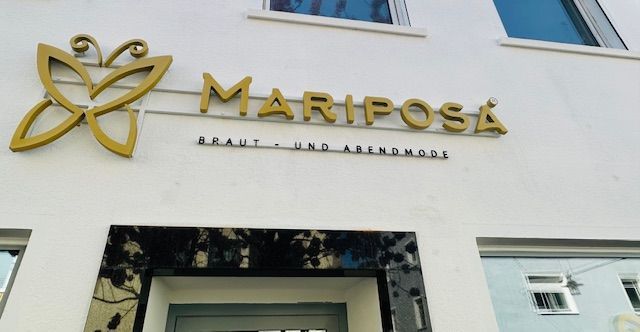 MARIPOSA
BRAUT - UND ABENDMODE